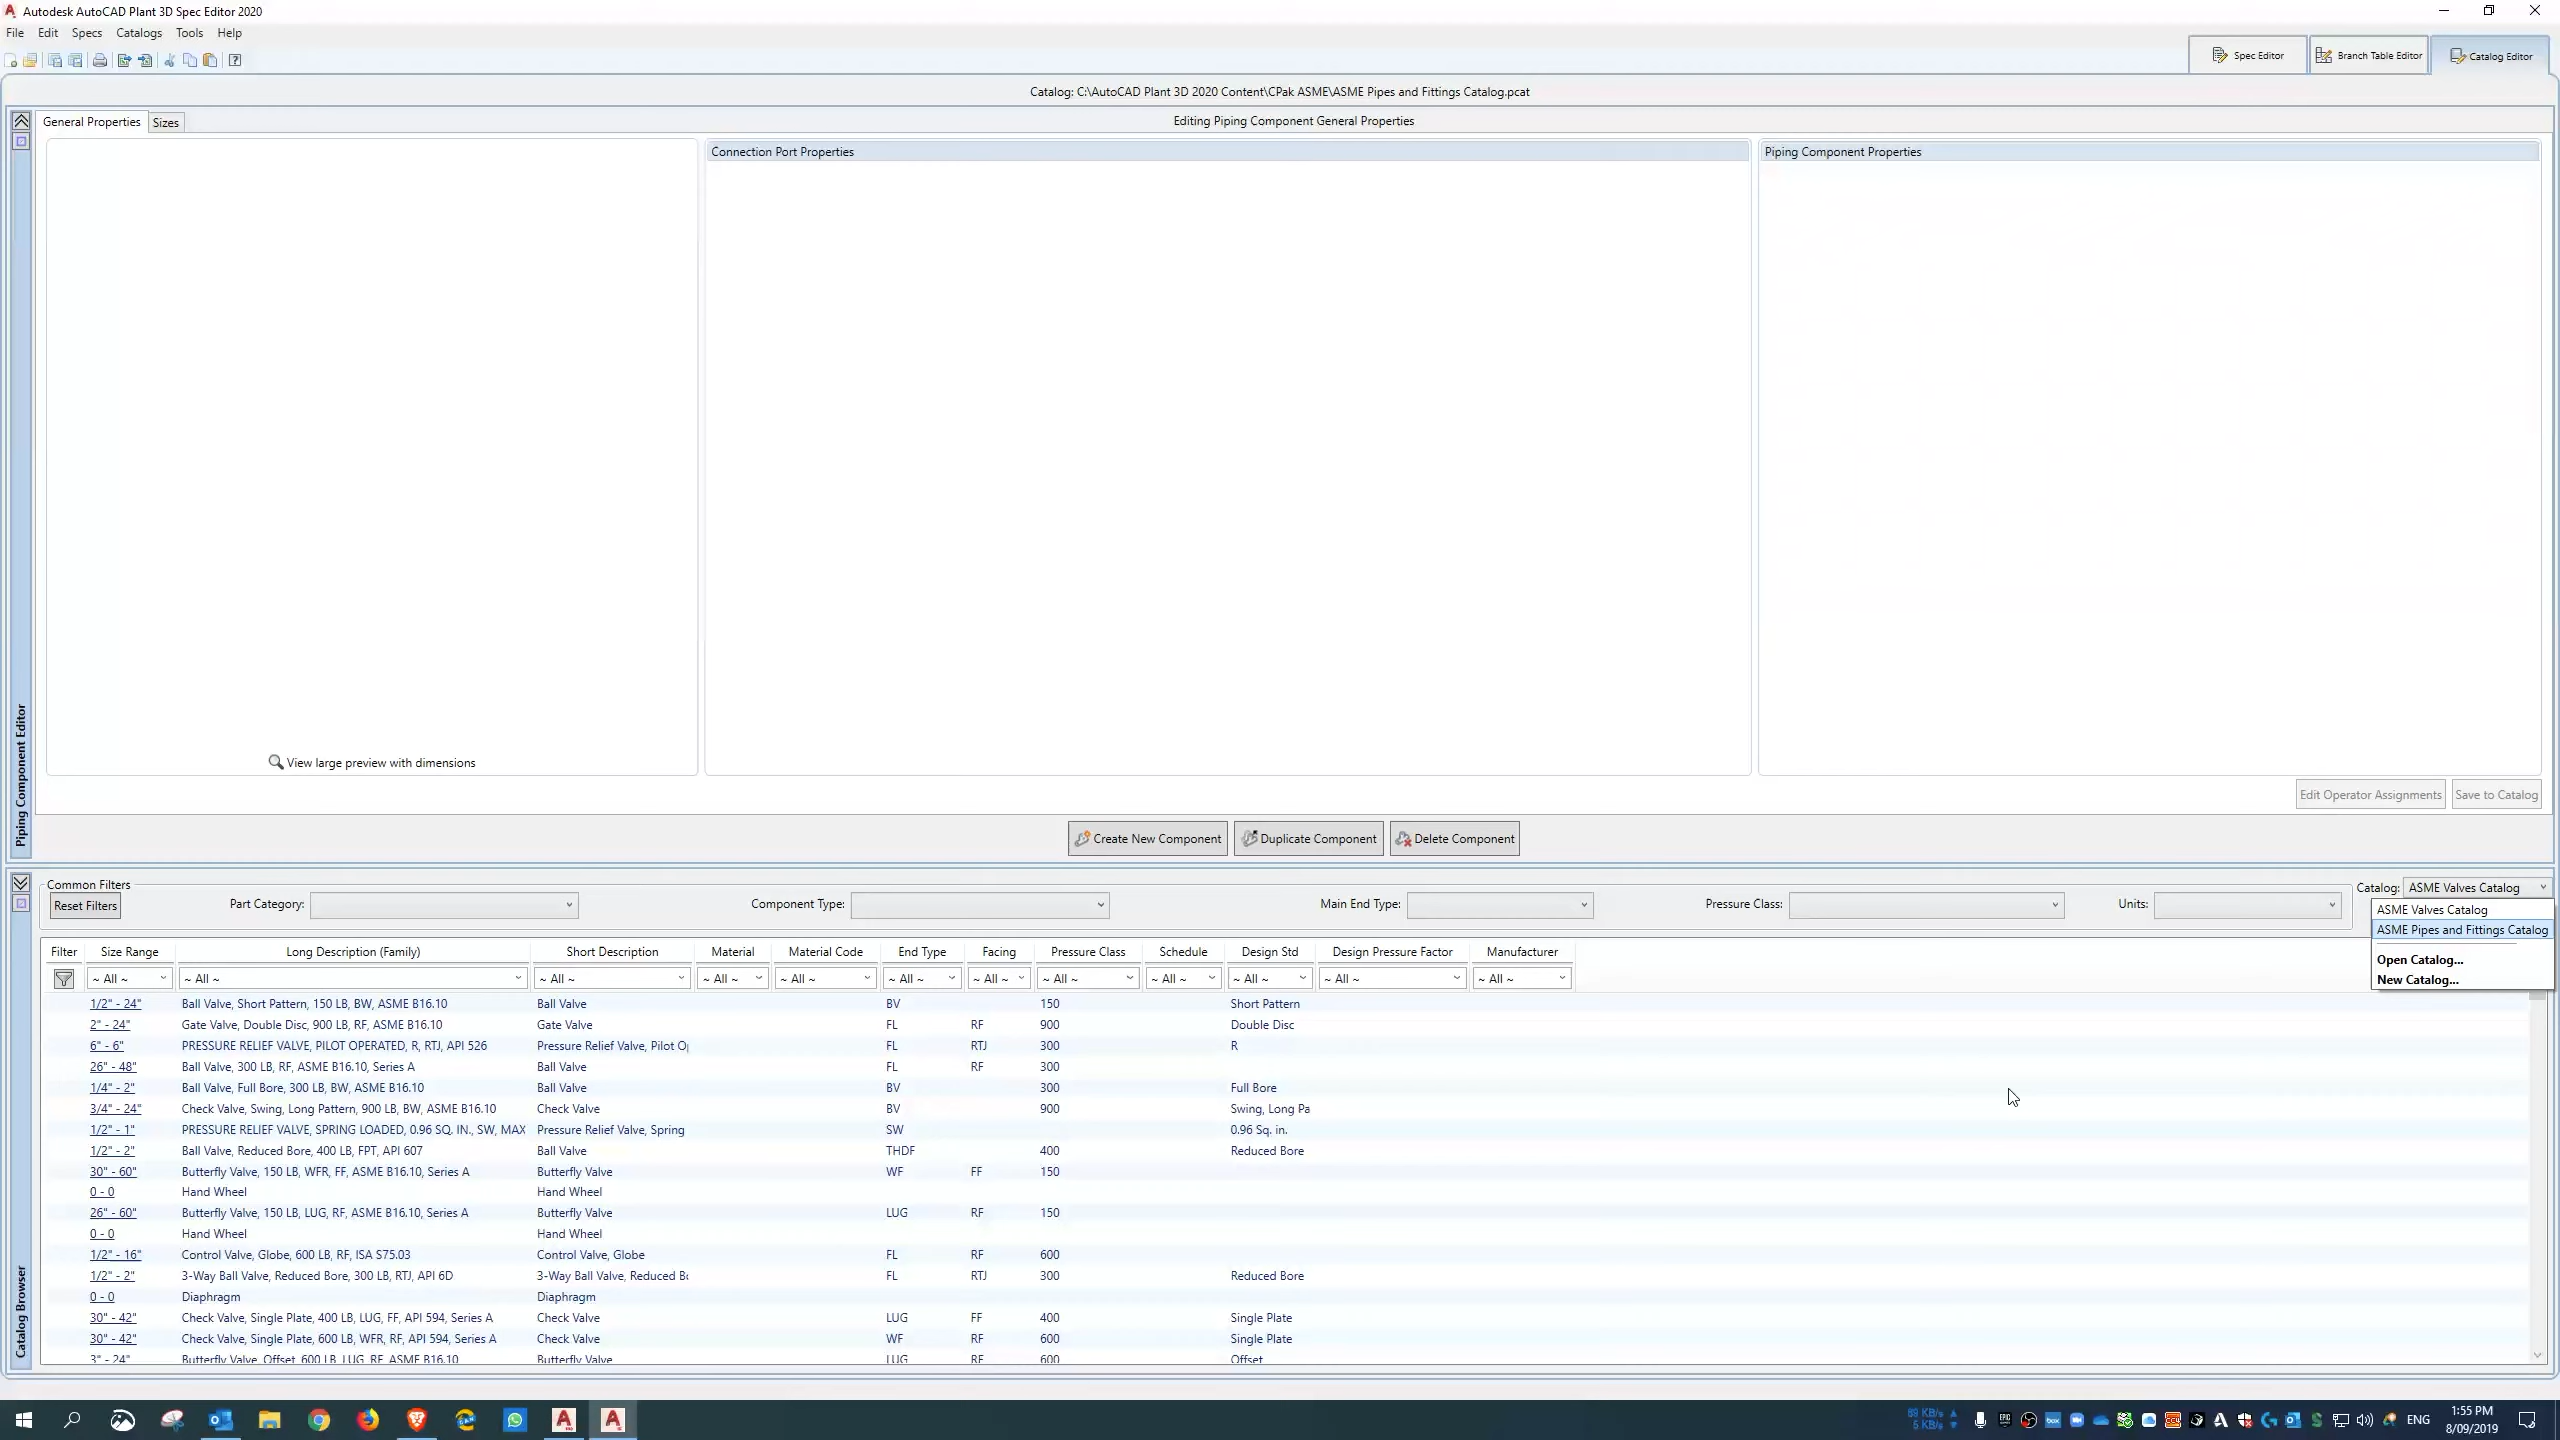 Autodesk AutoCAD Plant 3D Spec Editor 2020
File Edit Specs Catalogs Tools Help
Spec Editor Branch Table Editor Catalog Editor
Catalog: C:\AutoCAD Plant 3D 2020 Content\CPak ASME\ASME Pipes and Fittings Catalog.pcat
General Properties Sizes Editing Piping Component General Properties
Connection Port Properties Piping Component Properties
Piping Component Editor
View large preview with dimensions
Edit Operator Assignments Save to Catalog
Create New Component Duplicate Component Delete Component
Common Filters
Reset Filters Part Category: Component Type: Main End Type: Pressure Class: Units: Catalog: ASME Valves Catalog
ASME Valves Catalog
ASME Pipes and Fittings Catalog
Open Catalog...
New Catalog...
Filter Size Range Long Description (Family) Short Description Material Material Code End Type Facing Pressure Class Schedule Design Std Design Pressure Factor Manufacturer
~ All ~ ~ All ~ ~ All ~ ~ All ~ ~ All ~ ~ All ~ ~ All ~ ~ All ~ ~ All ~ ~ All ~ ~ All ~ ~ All ~
1/2" - 24" Ball Valve, Short Pattern, 150 LB, BW, ASME B16.10 Ball Valve BV 150 Short Pattern
2" - 24" Gate Valve, Double Disc, 900 LB, RF, ASME B16.10 Gate Valve FL RF 900 Double Disc
6" - 6" PRESSURE RELIEF VALVE, PILOT OPERATED, R, RTJ, API 526 Pressure Relief Valve, Pilot O FL RTJ 300 R
26" - 48" Ball Valve, 300 LB, RF, ASME B16.10, Series A Ball Valve FL RF 300
1/4" - 2" Ball Valve, Full Bore, 300 LB, BW, ASME B16.10 Ball Valve BV 300 Full Bore
3/4" - 24" Check Valve, Swing, Long Pattern, 900 LB, BW, ASME B16.10 Check Valve BV 900 Swing, Long Pa
1/2" - 1" PRESSURE RELIEF VALVE, SPRING LOADED, 0.96 SQ. IN., SW, MAX Pressure Relief Valve, Spring SW 0.96 Sq. in.
1/2" - 2" Ball Valve, Reduced Bore, 400 LB, FPT, API 607 Ball Valve THDF 400 Reduced Bore
30" - 60" Butterfly Valve, 150 LB, WFR, FF, ASME B16.10, Series A Butterfly Valve WF FF 150
0 - 0 Hand Wheel Hand Wheel
26" - 60" Butterfly Valve, 150 LB, LUG, RF, ASME B16.10, Series A Butterfly Valve LUG RF 150
0 - 0 Hand Wheel Hand Wheel
1/2" - 16" Control Valve, Globe, 600 LB, RF, ISA S75.03 Control Valve, Globe FL RF 600
1/2" - 2" 3-Way Ball Valve, Reduced Bore, 300 LB, RTJ, API 6D 3-Way Ball Valve, Reduced Bo FL RTJ 300 Reduced Bore
0 - 0 Diaphragm Diaphragm
30" - 42" Check Valve, Single Plate, 400 LB, LUG, FF, API 594, Series A Check Valve LUG FF 400 Single Plate
30" - 42" Check Valve, Single Plate, 600 LB, WFR, RF, API 594, Series A Check Valve WF RF 600 Single Plate
3" - 24" Butterfly Valve, Offset, 600 LB, LUG, RF, ASME B16.10 Butterfly Valve LUG RF 600 Offset
Catalog Browser
ENG 1:55 PM
8/09/2019